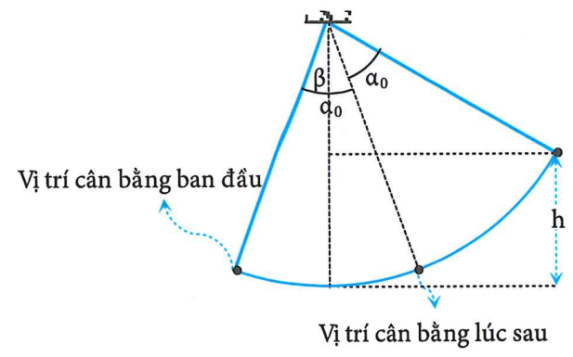 β
α₀
α₀
Vị trí cân bằng ban đầu
h
Vị trí cân bằng lúc sau